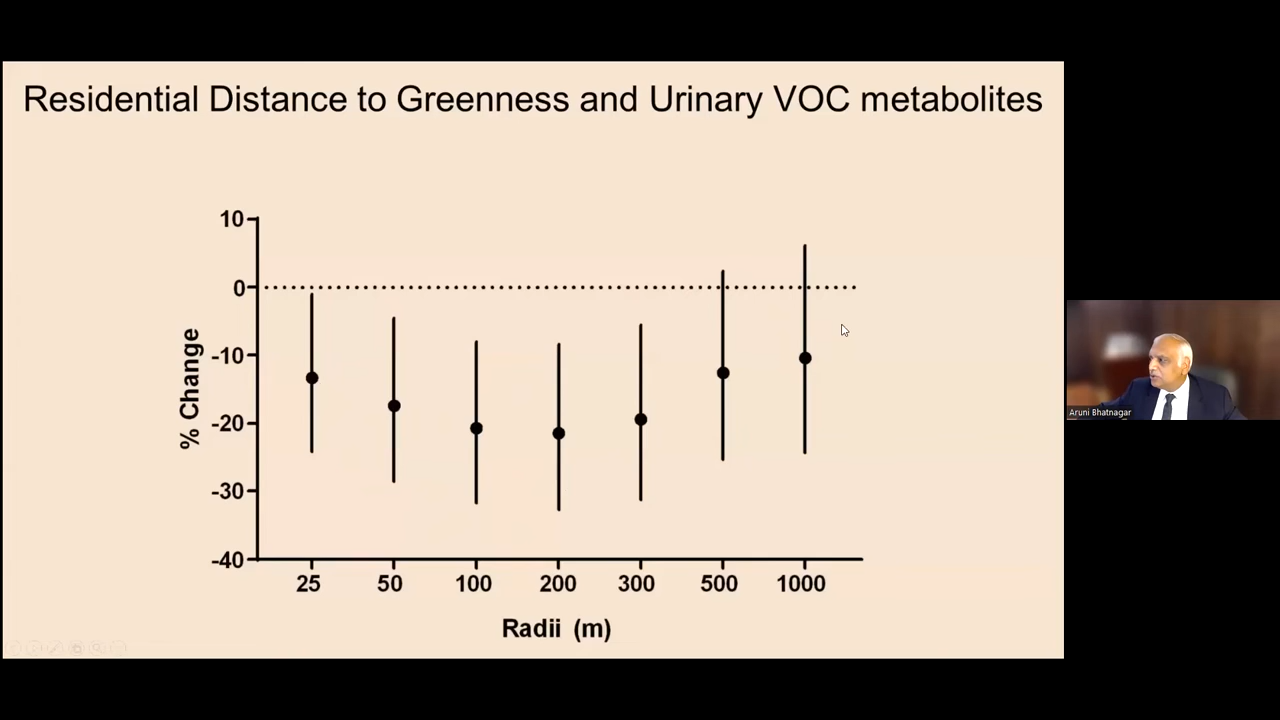 Residential Distance to Greenness and Urinary VOC metabolites
10
0
-10
-20
-30
-40
% Change
25 50 100 200 300 500 1000
Radii (m)
Aruni Bhatnagar